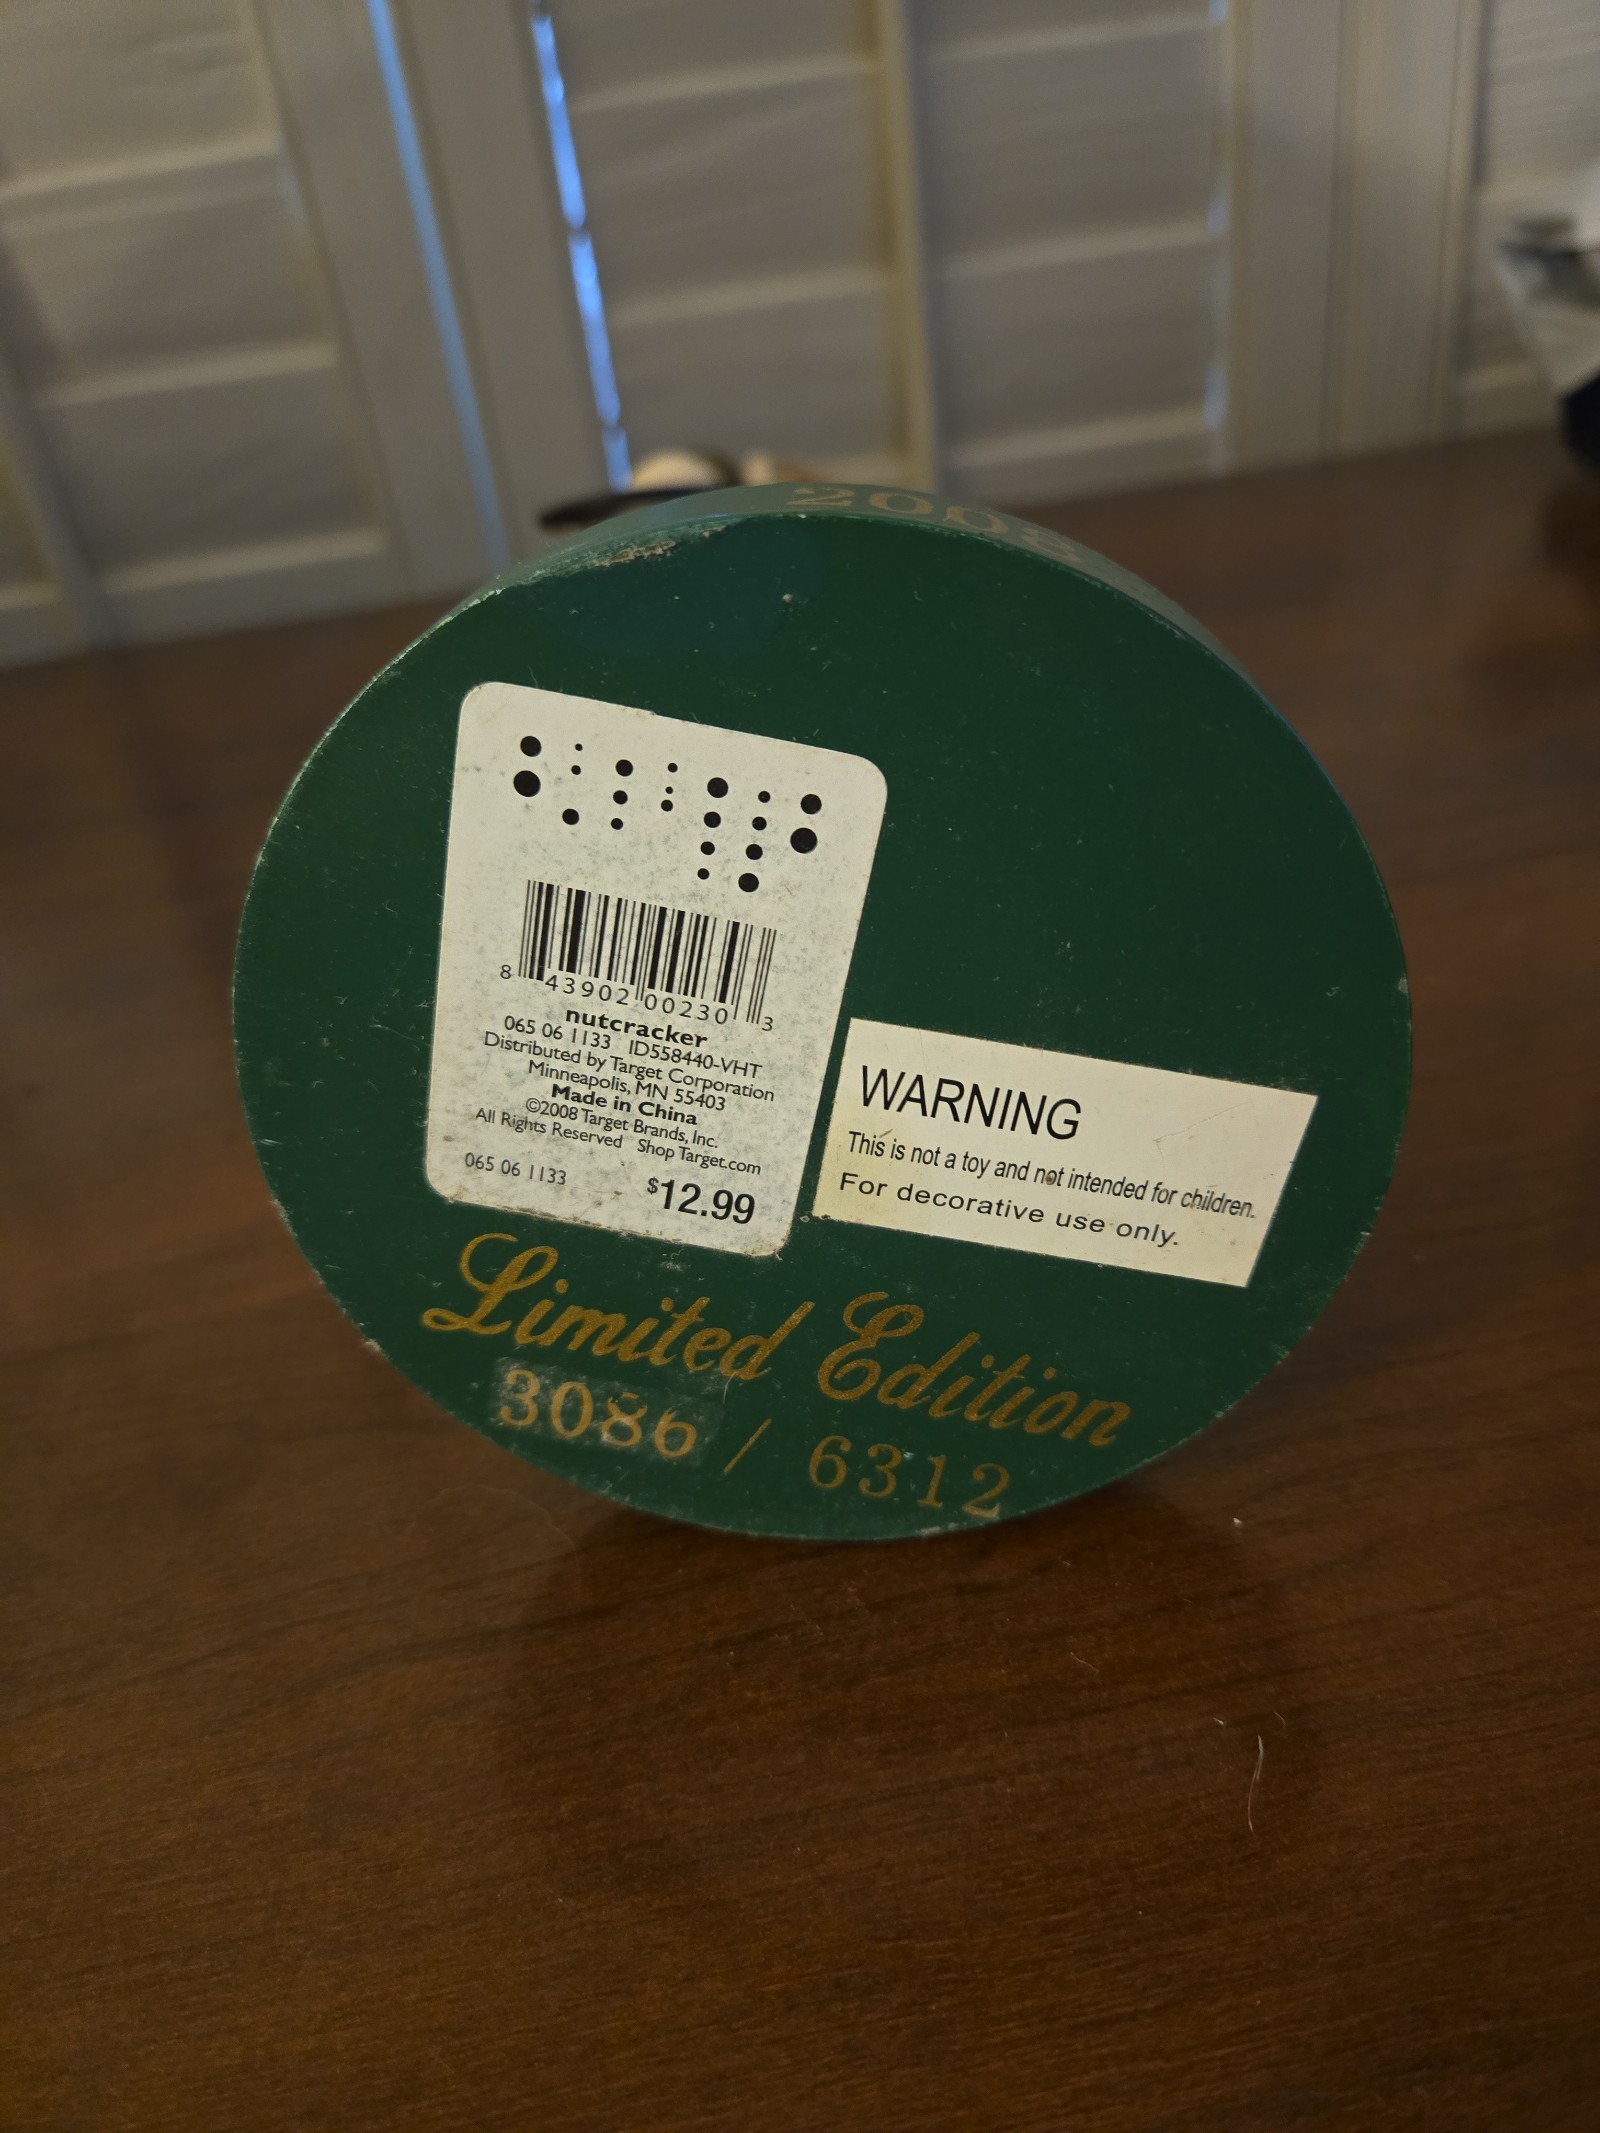 2008
8 43902 00230 3
nutcracker
065 06 1133 ID558440-VHT
Distributed by Target Corporation
Minneapolis, MN 55403
Made in China
©2008 Target Brands, Inc.
All Rights Reserved Shop Target.com
065 06 1133 $12.99
WARNING
This is not a toy and not intended for children.
For decorative use only.
Limited Edition
3086 / 6312